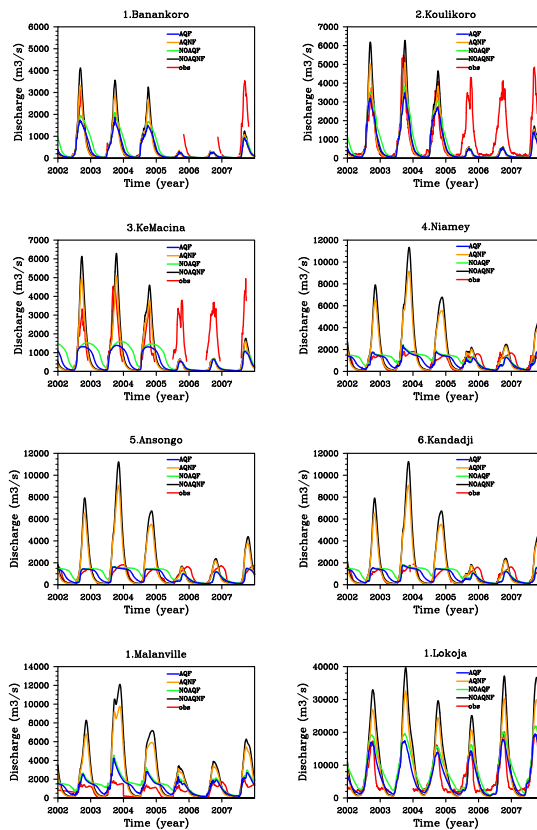 1.Banankoro
Discharge (m3/s)
6000
5000
4000
3000
2000
1000
0
AQF
AQNF
NOAQF
NOAQNF
obs
2002 2003 2004 2005 2006 2007
Time (year)
2.Koulikoro
Discharge (m3/s)
7000
6000
5000
4000
3000
2000
1000
0
AQF
AQNF
NOAQF
NOAQNF
obs
2002 2003 2004 2005 2006 2007
Time (year)
3.KeMacina
Discharge (m3/s)
7000
6000
5000
4000
3000
2000
1000
0
AQF
AQNF
NOAQF
NOAQNF
obs
2002 2003 2004 2005 2006 2007
Time (year)
4.Niamey
Discharge (m3/s)
12000
10000
8000
6000
4000
2000
0
AQF
AQNF
NOAQF
NOAQNF
obs
2002 2003 2004 2005 2006 2007
Time (year)
5.Ansongo
Discharge (m3/s)
12000
10000
8000
6000
4000
2000
0
AQF
AQNF
NOAQF
NOAQNF
obs
2002 2003 2004 2005 2006 2007
Time (year)
6.Kandadji
Discharge (m3/s)
12000
10000
8000
6000
4000
2000
0
AQF
AQNF
NOAQF
NOAQNF
obs
2002 2003 2004 2005 2006 2007
Time (year)
1.Malanville
Discharge (m3/s)
14000
12000
10000
8000
6000
4000
2000
0
AQF
AQNF
NOAQF
NOAQNF
obs
2002 2003 2004 2005 2006 2007
Time (year)
1.Lokoja
Discharge (m3/s)
40000
30000
20000
10000
0
AQF
AQNF
NOAQF
NOAQNF
obs
2002 2003 2004 2005 2006 2007
Time (year)